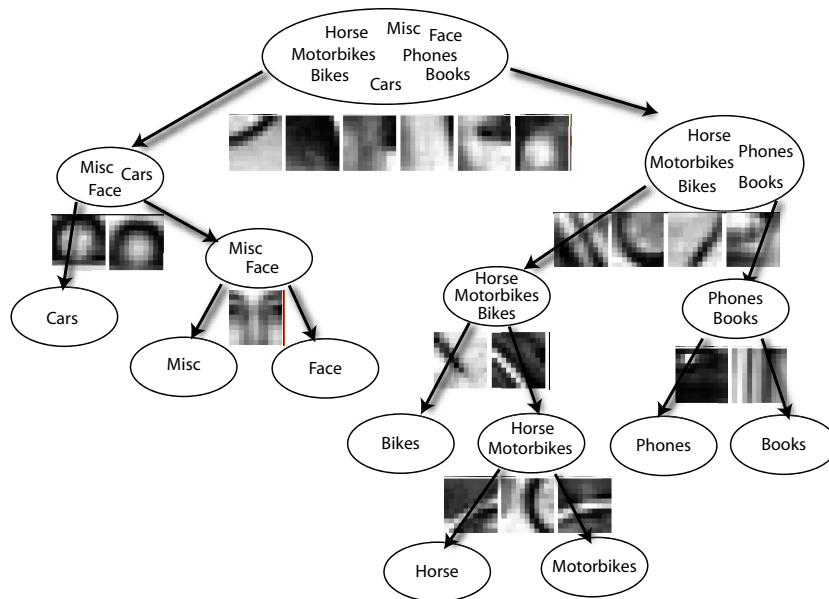 Horse Misc Face
Motorbikes Phones
Bikes Cars Books
Misc Cars
Face
Horse Phones
Motorbikes
Bikes Books
Misc
Face
Horse
Motorbikes
Bikes
Phones
Books
Cars
Misc
Face
Bikes
Horse
Motorbikes
Phones
Books
Horse
Motorbikes